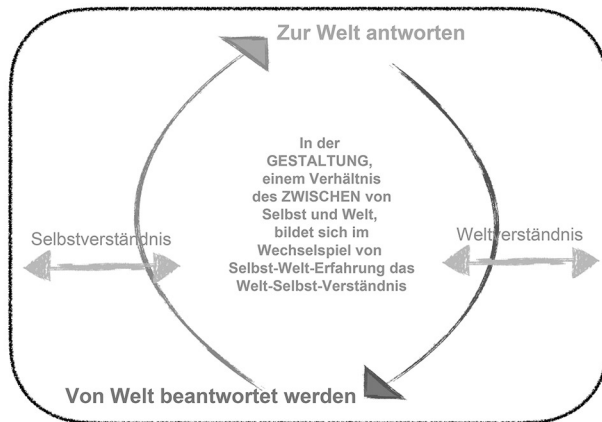 Zur Welt antworten
In der
GESTALTUNG,
einem Verhältnis
des ZWISCHEN von
Selbst und Welt,
bildet sich im
Wechselspiel von
Selbst-Welt-Erfahrung das
Welt-Selbst-Verständnis
Selbstverständnis
Weltverständnis
Von Welt beantwortet werden